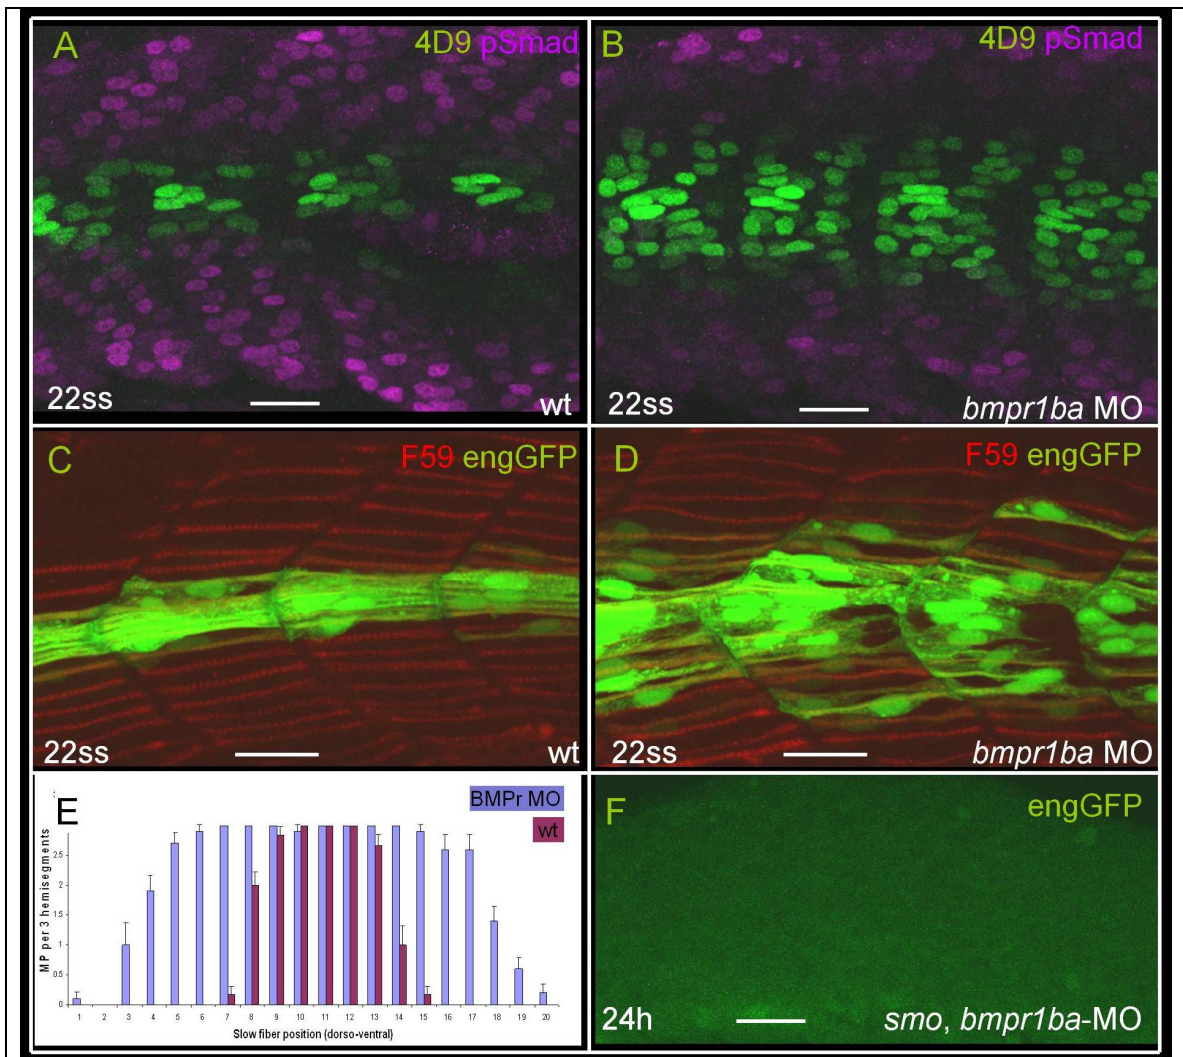 A
4D9 pSmad
22ss
wt
B
4D9 pSmad
22ss
bmpr1ba MO
C
F59 engGFP
22ss
wt
D
F59 engGFP
22ss
bmpr1ba MO
E
BMPr MO
wt
MP per 3 hemisegments
2.5
2
1.5
1
0.5
0
1 2 3 4 5 6 7 8 9 10 11 12 13 14 15 16 17 18 19 20
Slow fiber position (dorso-ventral)
F
engGFP
24h
smo, bmpr1ba-MO